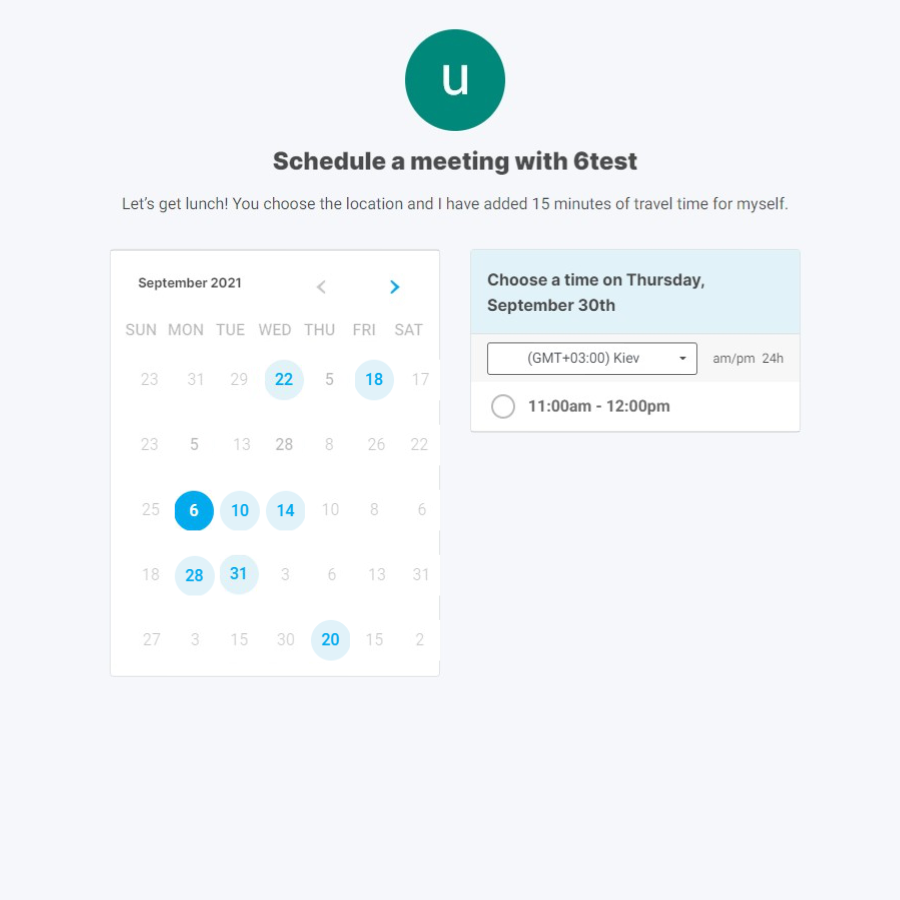 u
Schedule a meeting with 6test
Let's get lunch! You choose the location and I have added 15 minutes of travel time for myself.
September 2021
SUN MON TUE WED THU FRI SAT
23 31 29 22 5 18 17
23 5 13 28 8 26 22
25 6 10 14 10 8 6
18 28 31 3 6 13 31
27 3 15 30 20 15 2
Choose a time on Thursday,
September 30th
(GMT+03:00) Kiev am/pm 24h
11:00am - 12:00pm